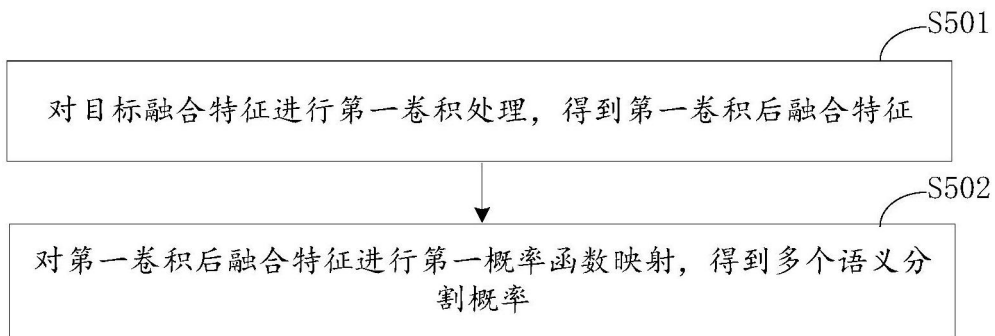 S501
对目标融合特征进行第一卷积处理，得到第一卷积后融合特征
S502
对第一卷积后融合特征进行第一概率函数映射，得到多个语义分
割概率